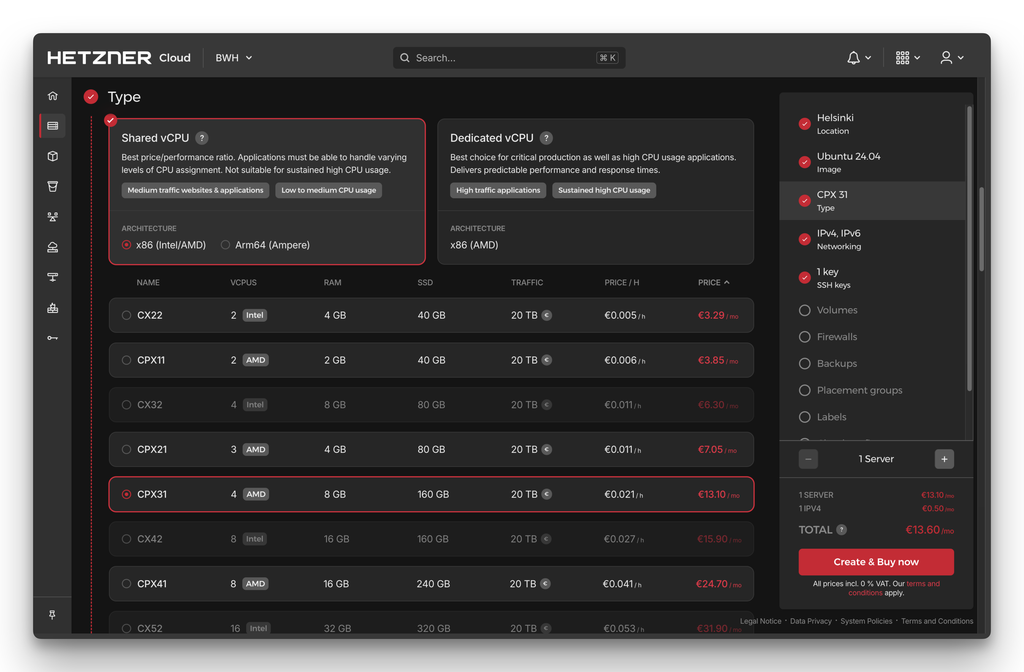 HETZNER Cloud
BWH
Search...
⌘ K
Type
Shared vCPU ?
Best price/performance ratio. Applications must be able to handle varying
levels of CPU assignment. Not suitable for sustained high CPU usage.
Medium traffic websites & applications
Low to medium CPU usage
ARCHITECTURE
x86 (Intel/AMD)
Arm64 (Ampere)
Dedicated vCPU ?
Best choice for critical production as well as high CPU usage applications.
Delivers predictable performance and response times.
High traffic applications
Sustained high CPU usage
ARCHITECTURE
x86 (AMD)
NAME VCPUS RAM SSD TRAFFIC PRICE / H PRICE
CX22 2 Intel 4 GB 40 GB 20 TB € €0.005 / h €3.29 / mo
CPX11 2 AMD 2 GB 40 GB 20 TB € €0.006 / h €3.85 / mo
CX32 4 Intel 8 GB 80 GB 20 TB € €0.011 / h €6.30 / mo
CPX21 3 AMD 4 GB 80 GB 20 TB € €0.011 / h €7.05 / mo
CPX31 4 AMD 8 GB 160 GB 20 TB € €0.021 / h €13.10 / mo
CX42 8 Intel 16 GB 160 GB 20 TB € €0.027 / h €15.90 / mo
CPX41 8 AMD 16 GB 240 GB 20 TB € €0.041 / h €24.70 / mo
CX52 16 Intel 32 GB 320 GB 20 TB € €0.053 / h €31.90 / mo
Helsinki
Location
Ubuntu 24.04
Image
CPX 31
Type
IPv4, IPv6
Networking
1 key
SSH keys
Volumes
Firewalls
Backups
Placement groups
Labels
− 1 Server +
1 SERVER €13.10 /mo
1 IPV4 €0.50 /mo
TOTAL ? €13.60 /mo
Create & Buy now
All prices incl. 0 % VAT. Our terms and
conditions apply.
Legal Notice · Data Privacy · System Policies · Terms and Conditions